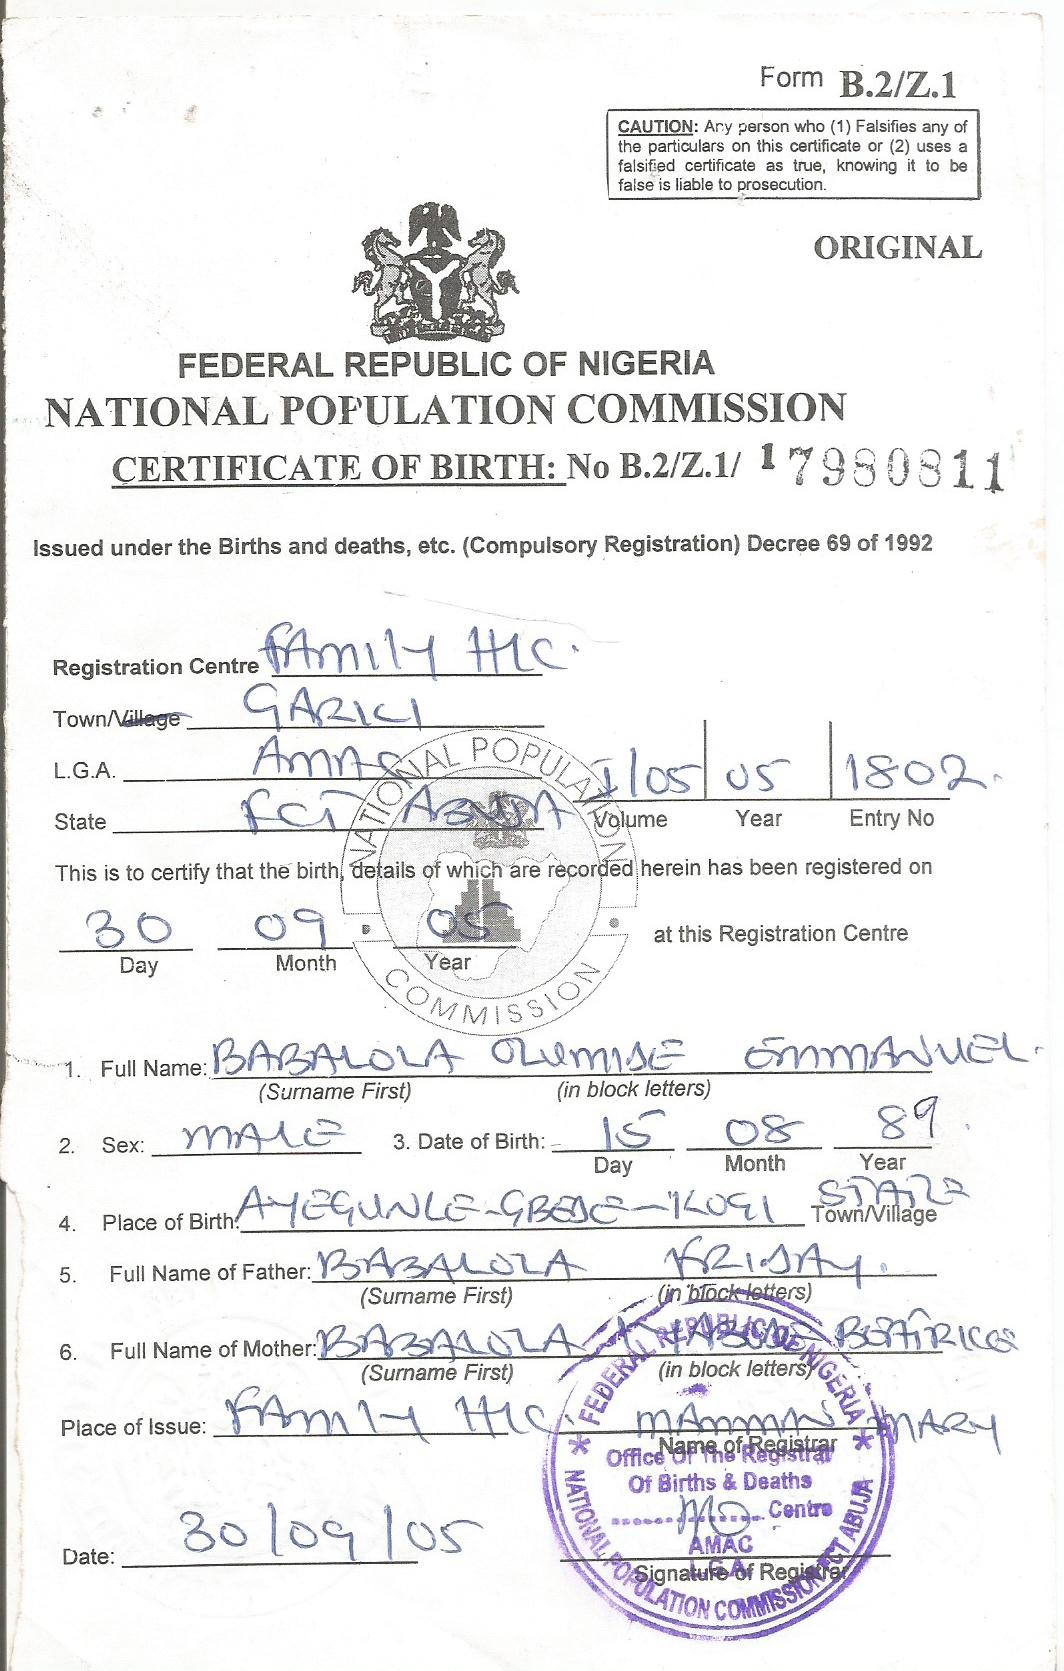 Form B.2/Z.1
CAUTION: Any person who (1) Falsifies any of
the particulars on this certificate or (2) uses a
falsified certificate as true, knowing it to be
false is liable to prosecution.
ORIGINAL
FEDERAL REPUBLIC OF NIGERIA
NATIONAL POPULATION COMMISSION
CERTIFICATE OF BIRTH: No B.2/Z.1/ 17980811
Issued under the Births and deaths, etc. (Compulsory Registration) Decree 69 of 1992
Registration Centre FAMILY H/C.
Town/Village GARICI
L.G.A. AMAC
I/05 05 1802.
State FCT ABUJA Volume Year Entry No
NATIONAL POPULATION COMMISSION
This is to certify that the birth, details of which are recorded herein has been registered on
30 09 05 at this Registration Centre
Day Month Year
1. Full Name: BABALOLA OLUMIDE EMMANUEL.
(Surname First) (in block letters)
2. Sex: MALE 3. Date of Birth: 15 08 89.
Day Month Year
4. Place of Birth: AYEGUNLE-GBEDE-KOGI STATE
Town/Village
5. Full Name of Father: BABALOLA FRIDAY.
(Surname First) (in block letters)
6. Full Name of Mother: BABALOLA BEATRICE
(Surname First) (in block letters)
Place of Issue: FAMILY H/C. MAMMAN MARY
Name of Registrar
FEDERAL REPUBLIC OF NIGERIA
Office Of The Registrar
Of Births & Deaths
Centre
AMAC
L.G.A.
NATIONAL POPULATION COMMISSION FCT ABUJA
Date: 30/09/05
Signature of Registrar